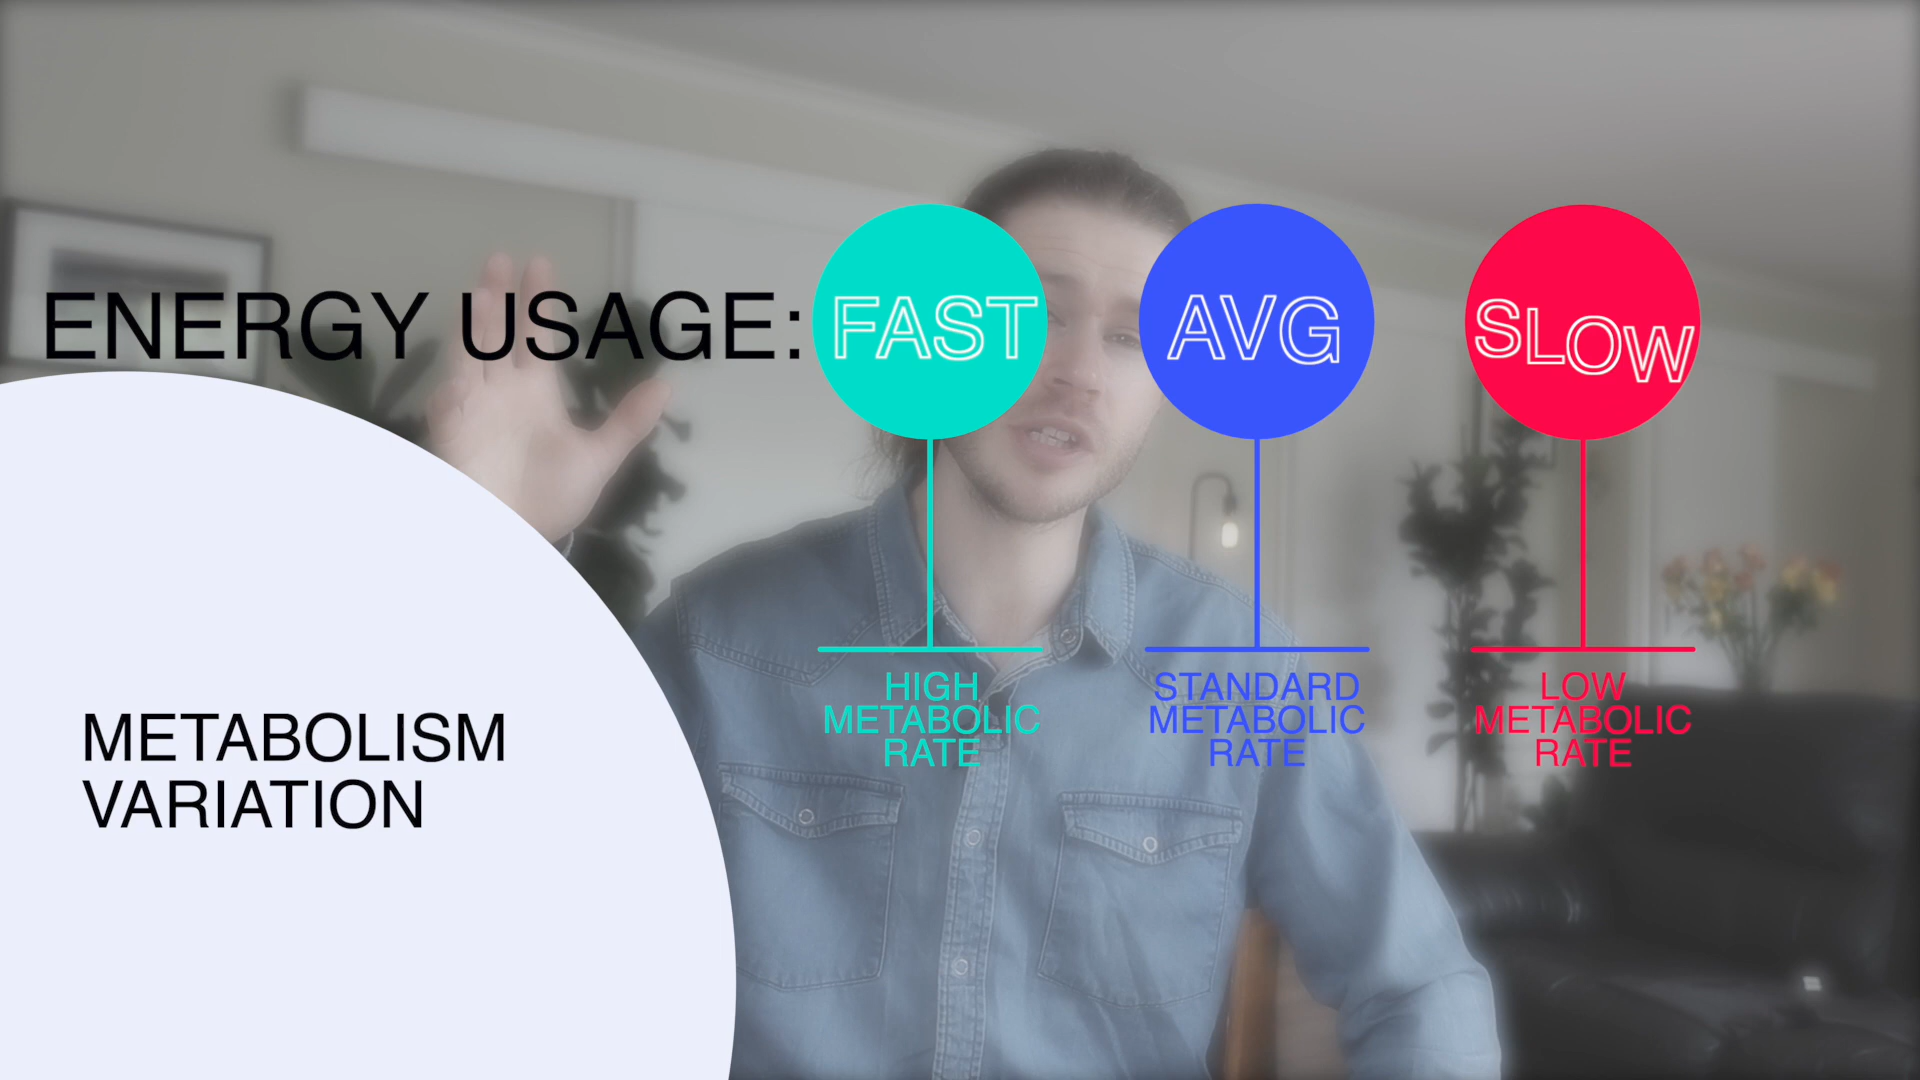 ENERGY USAGE:
FAST
AVG
SLOW
HIGH
METABOLIC
RATE
STANDARD
METABOLIC
RATE
LOW
METABOLIC
RATE
METABOLISM
VARIATION